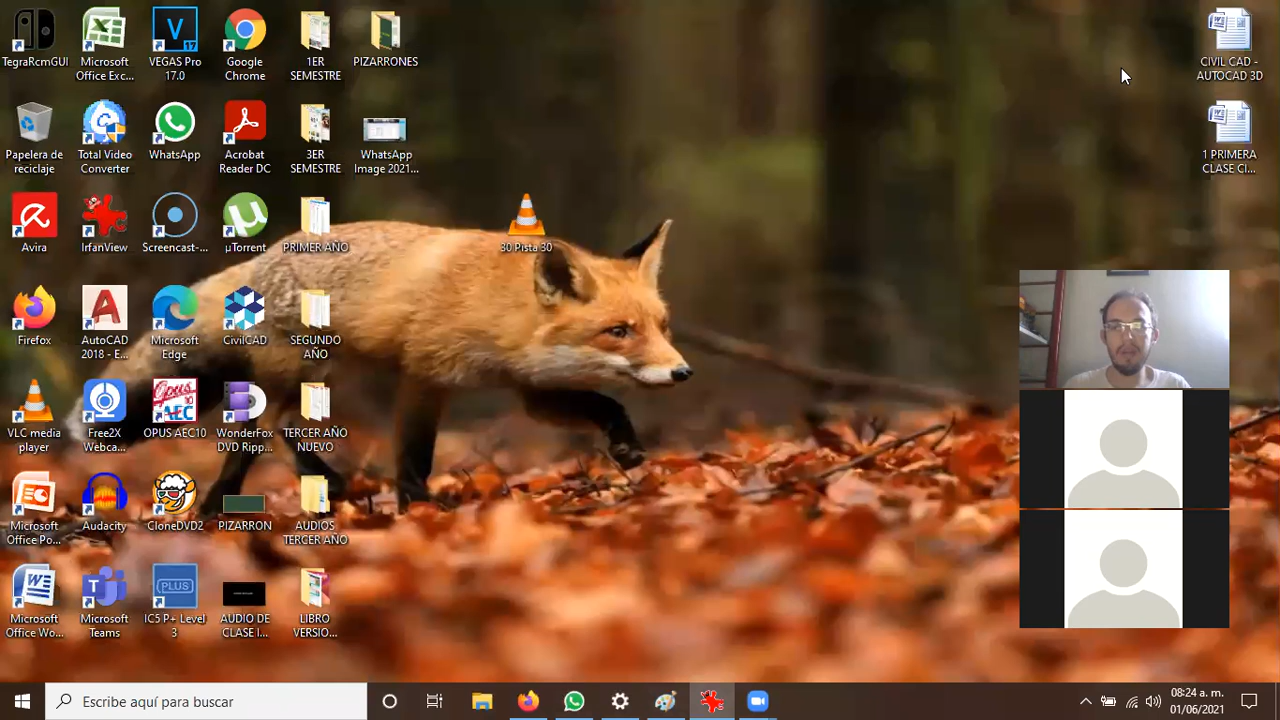 TegraRcmGUI
Microsoft
Office Exc...
VEGAS Pro
17.0
Google
Chrome
1ER
SEMESTRE
PIZARRONES
CIVIL CAD -
AUTOCAD 3D
Papelera de
reciclaje
Total Video
Converter
WhatsApp
Acrobat
Reader DC
3ER
SEMESTRE
WhatsApp
Image 2021...
1 PRIMERA
CLASE CI...
Avira
IrfanView
Screencast-...
µTorrent
PRIMER AÑO
30 Pista 30
Firefox
AutoCAD
2018 - E...
Microsoft
Edge
CivilCAD
SEGUNDO
AÑO
VLC media
player
Free2X
Webca...
Opus
AEC
OPUS AEC10
WonderFox
DVD Ripp...
TERCER AÑO
NUEVO
Microsoft
Office Po...
Audacity
CloneDVD2
PIZARRON
AUDIOS
TERCER AÑO
Microsoft
Office Wo...
Microsoft
Teams
PLUS
IC5 P+ Level
3
AUDIO DE
CLASE I...
LIBRO
VERSIO...
Escribe aquí para buscar
08:24 a. m.
01/06/2021